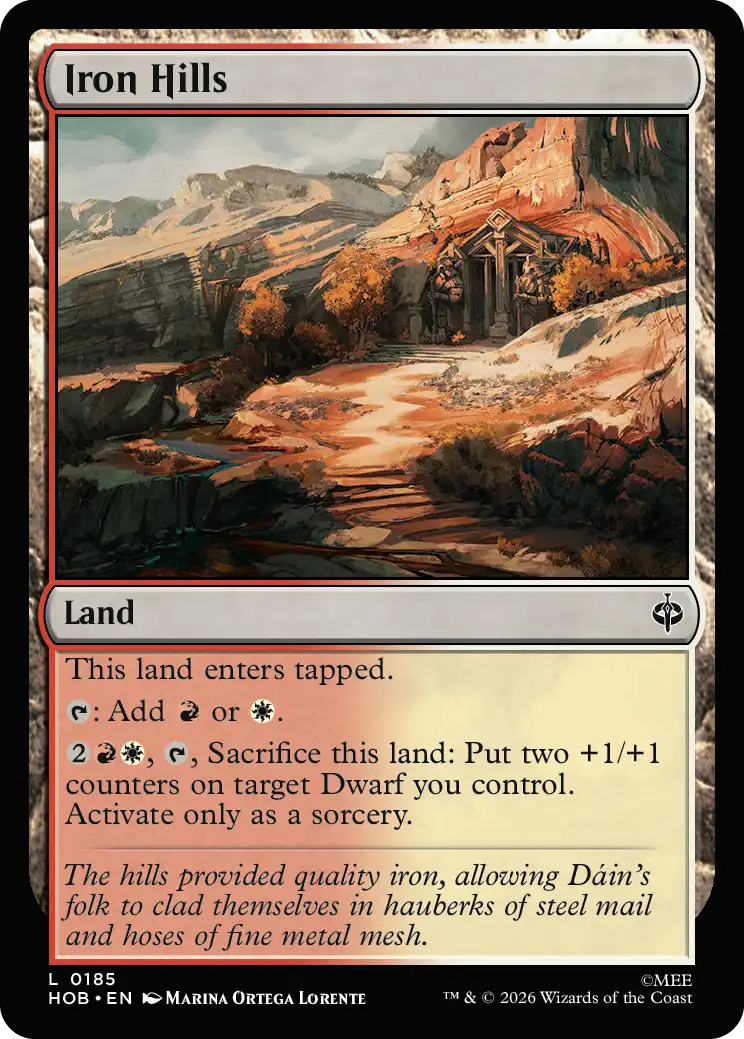 Iron Hills
Land
This land enters tapped.
: Add or .
2 , , Sacrifice this land: Put two +1/+1
counters on target Dwarf you control.
Activate only as a sorcery.
The hills provided quality iron, allowing Dáin's
folk to clad themselves in hauberks of steel mail
and hoses of fine metal mesh.
L 0185
HOB • EN Marina Ortega Lorente
©MEE
™ & © 2026 Wizards of the Coast